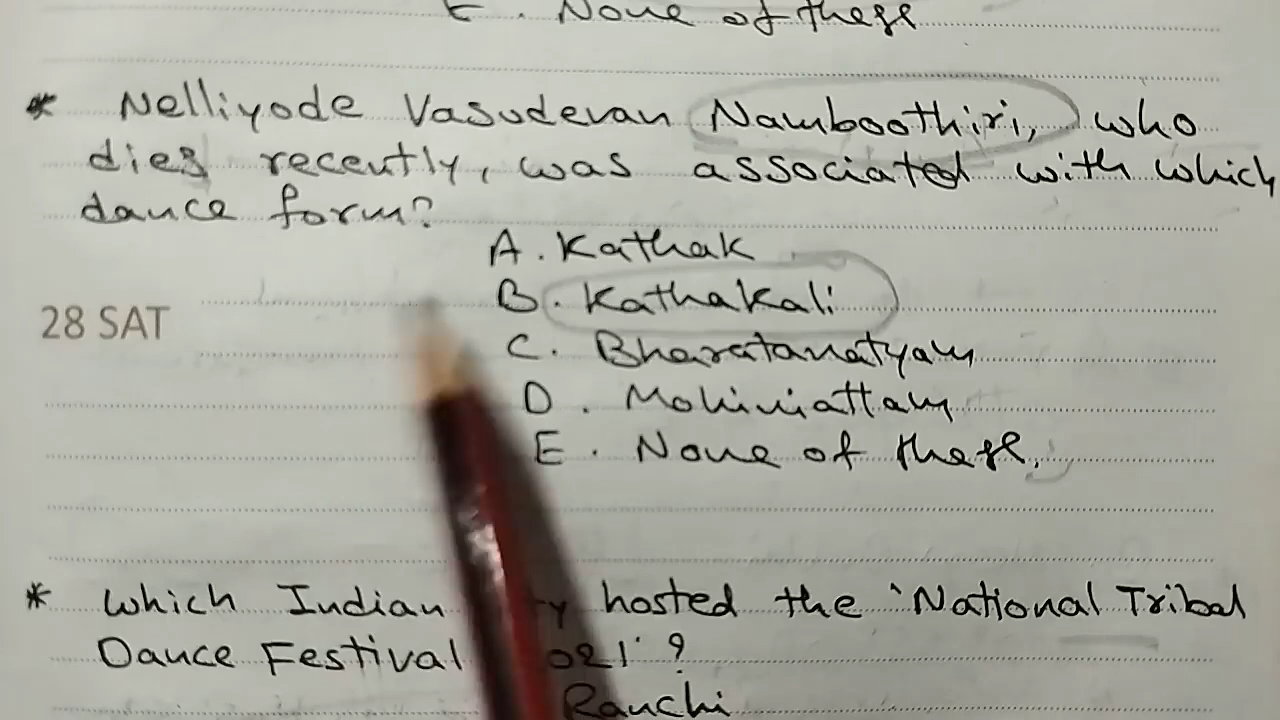 E. None of these
* Nelliyode Vasudevan Namboothiri, who
dies recently, was associated with which
dance form?
A. Kathak
B. Kathakali
28 SAT
C. Bharatanatyam
D. Mohiniattam
E. None of these.
* Which Indian hosted the 'National Tribal
Dance Festival 021' ?
Ranchi